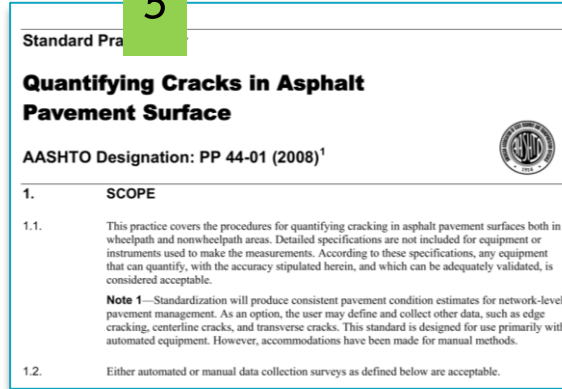 5
Standard Pra
Quantifying Cracks in Asphalt
Pavement Surface
AASHTO Designation: PP 44-01 (2008)¹
AASHTO
1914
1. SCOPE
1.1. This practice covers the procedures for quantifying cracking in asphalt pavement surfaces both in
wheelpath and nonwheelpath areas. Detailed specifications are not included for equipment or
instruments used to make the measurements. According to these specifications, any equipment
that can quantify, with the accuracy stipulated herein, and which can be adequately validated, is
considered acceptable.
Note 1—Standardization will produce consistent pavement condition estimates for network-level
pavement management. As an option, the user may define and collect other data, such as edge
cracking, centerline cracks, and transverse cracks. This standard is designed for use primarily with
automated equipment. However, accommodations have been made for manual methods.
1.2. Either automated or manual data collection surveys as defined below are acceptable.